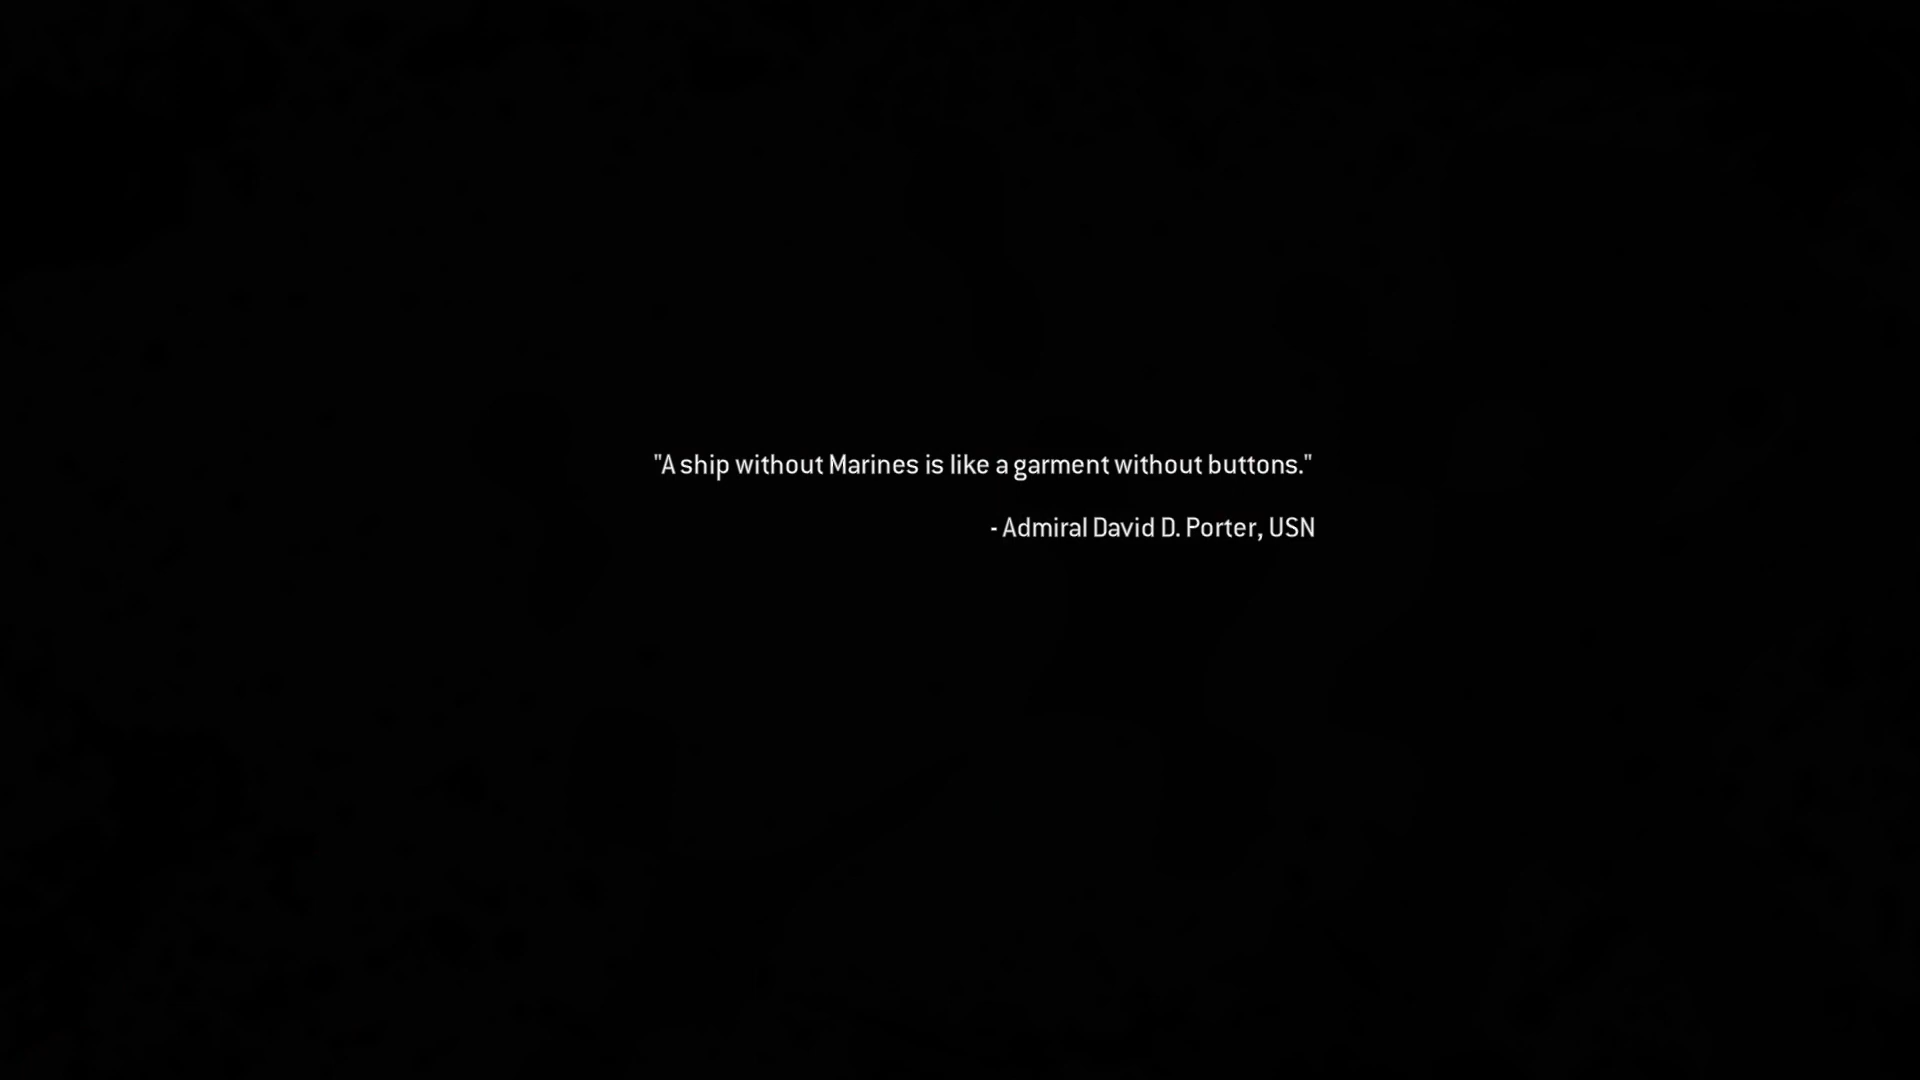 "A ship without Marines is like a garment without buttons."
- Admiral David D. Porter, USN